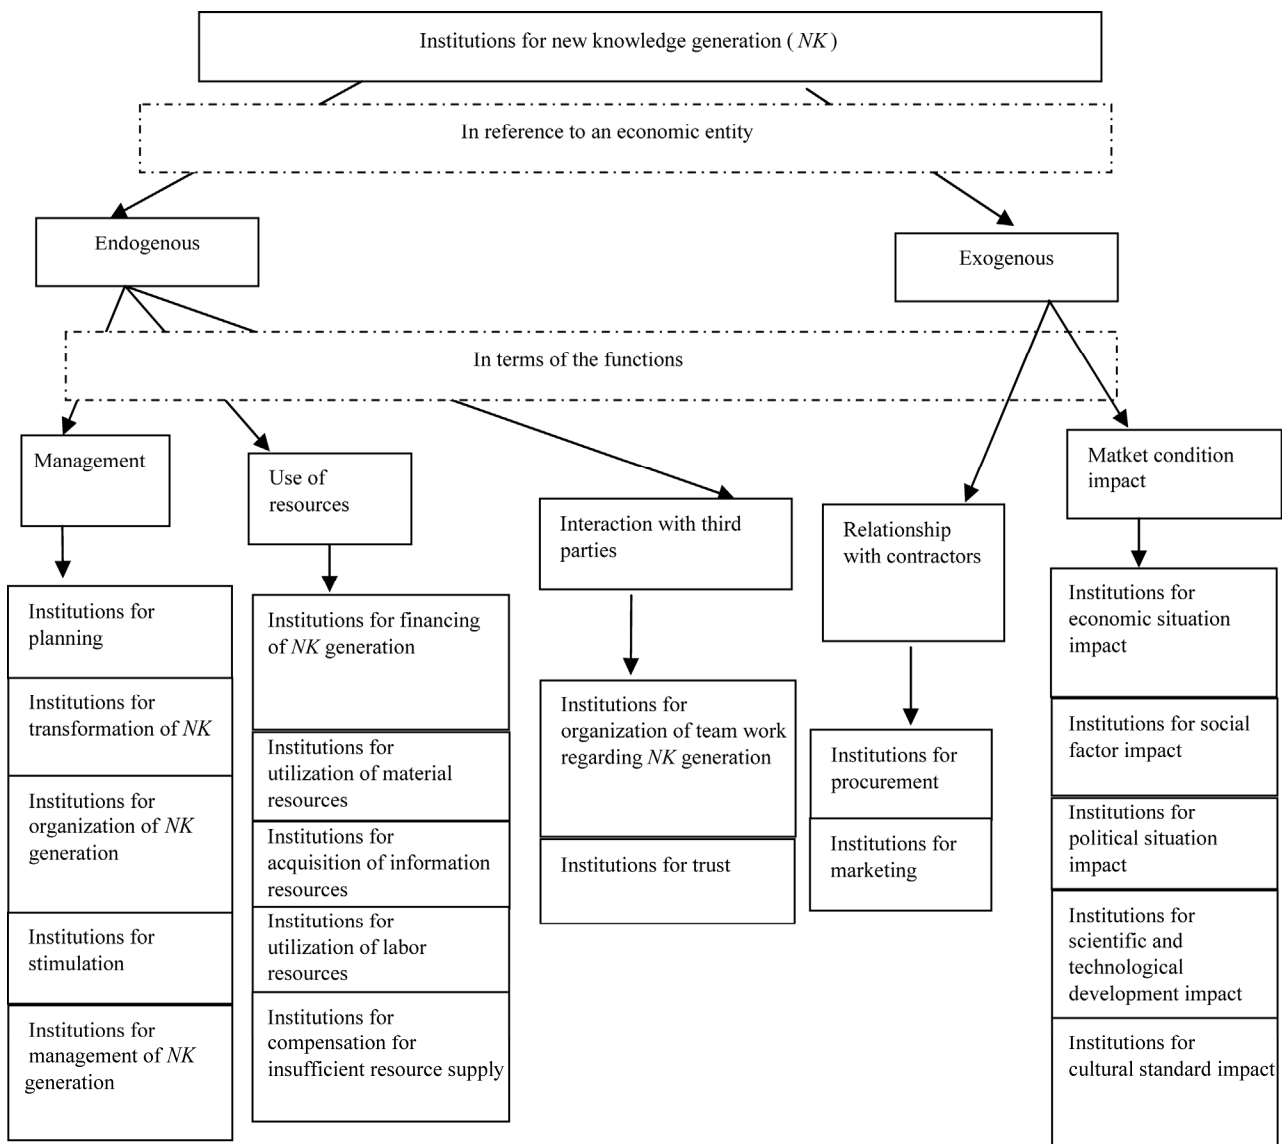 Institutions for new knowledge generation (NK)
In reference to an economic entity
Endogenous
Exogenous
In terms of the functions
Management
Use of
resources
Interaction with third
parties
Relationship
with contractors
Matket condition
impact
Institutions for
planning
Institutions for
transformation of NK
Institutions for
organization of NK
generation
Institutions for
stimulation
Institutions for
management of NK
generation
Institutions for financing
of NK generation
Institutions for
utilization of material
resources
Institutions for
acquisition of information
resources
Institutions for
utilization of labor
resources
Institutions for
compensation for
insufficient resource supply
Institutions for
organization of team work
regarding NK generation
Institutions for trust
Institutions for
procurement
Institutions for
marketing
Institutions for
economic situation
impact
Institutions for social
factor impact
Institutions for
political situation
impact
Institutions for
scientific and
technological
development impact
Institutions for
cultural standard impact